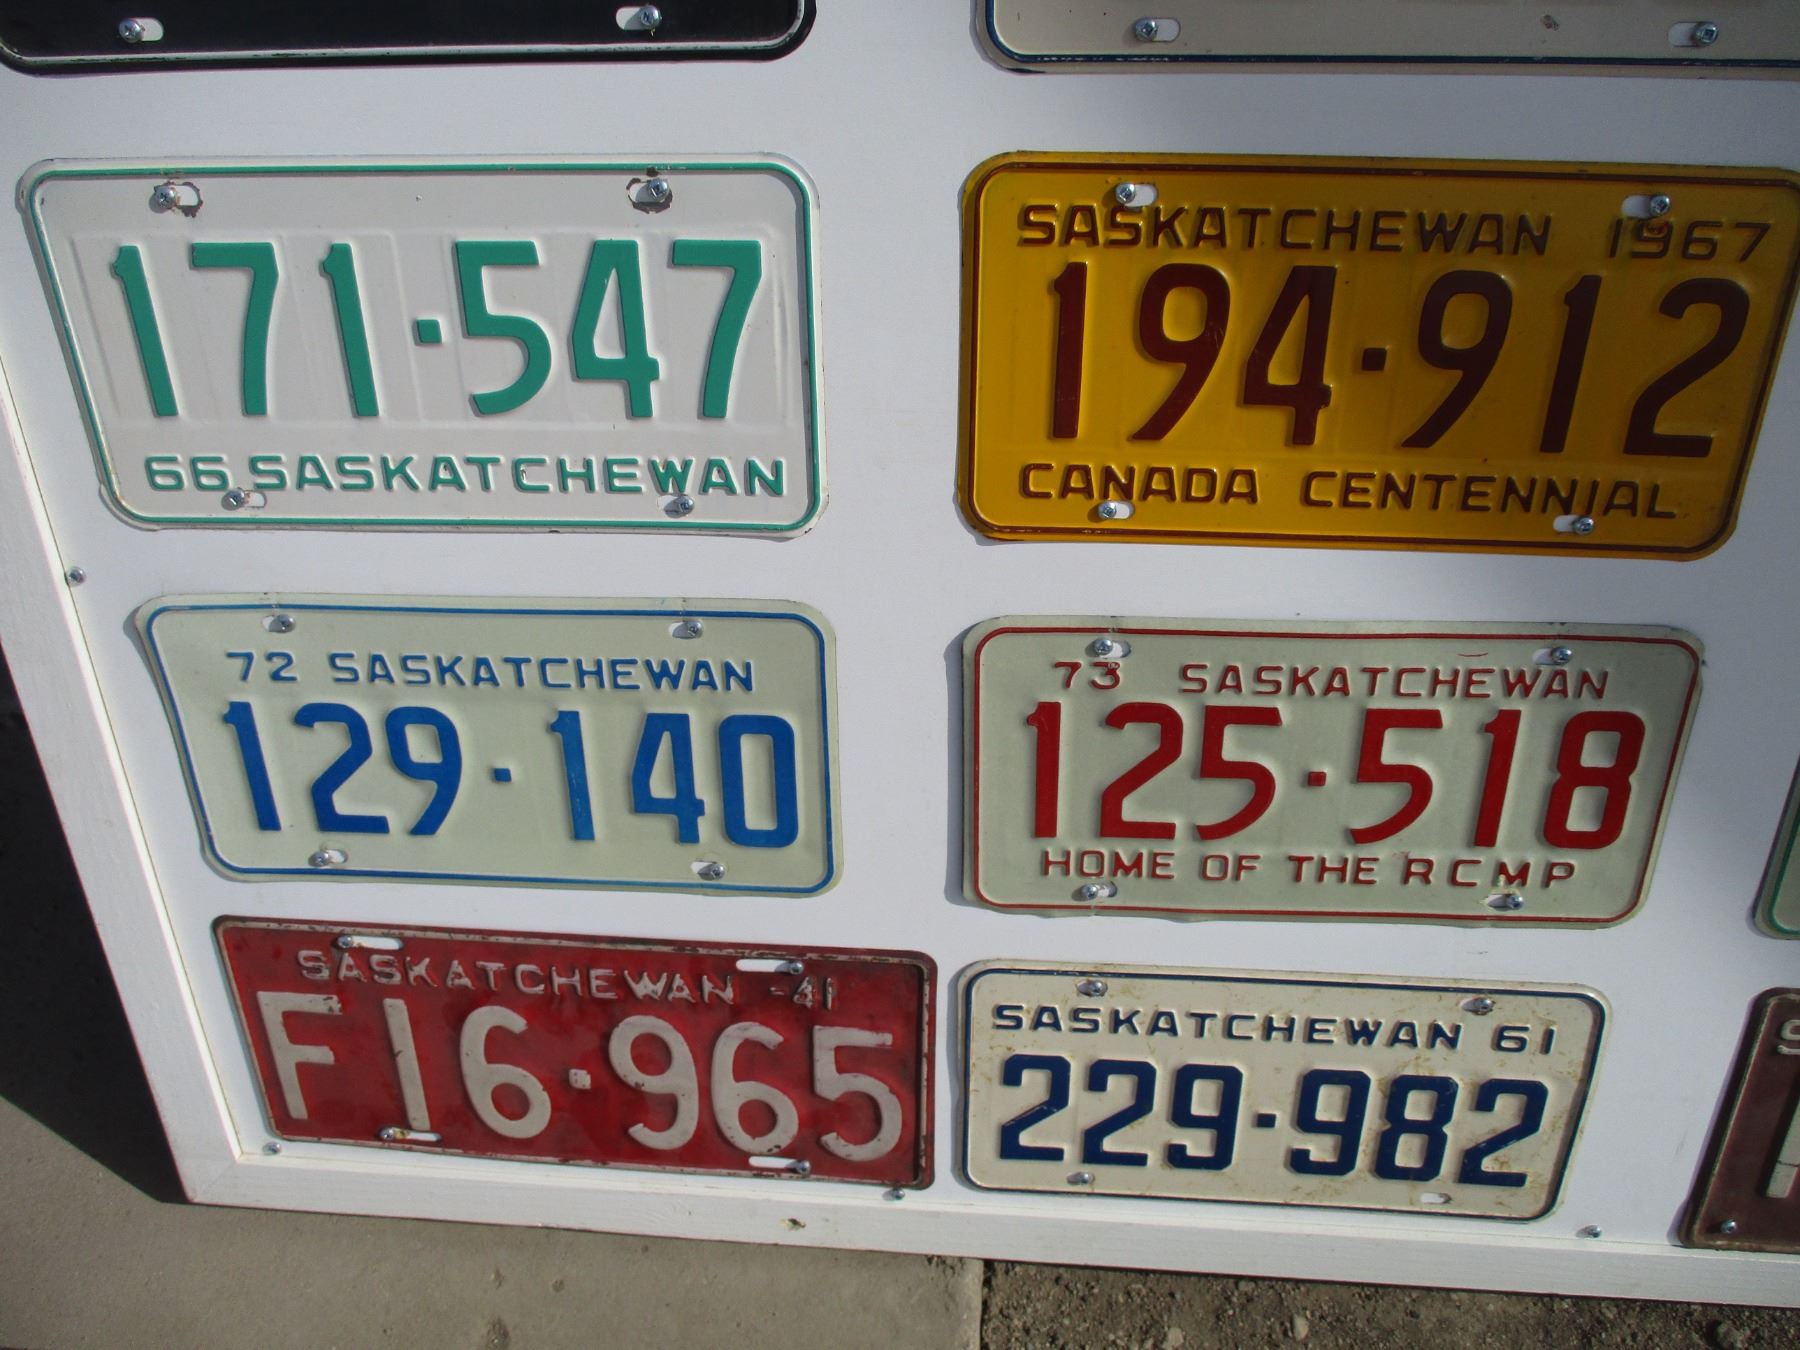 171·547
66 SASKATCHEWAN
SASKATCHEWAN 1967
194·912
CANADA CENTENNIAL
72 SASKATCHEWAN
129·140
73 SASKATCHEWAN
125·518
HOME OF THE RCMP
SASKATCHEWAN -41
F16·965
SASKATCHEWAN 61
229·982